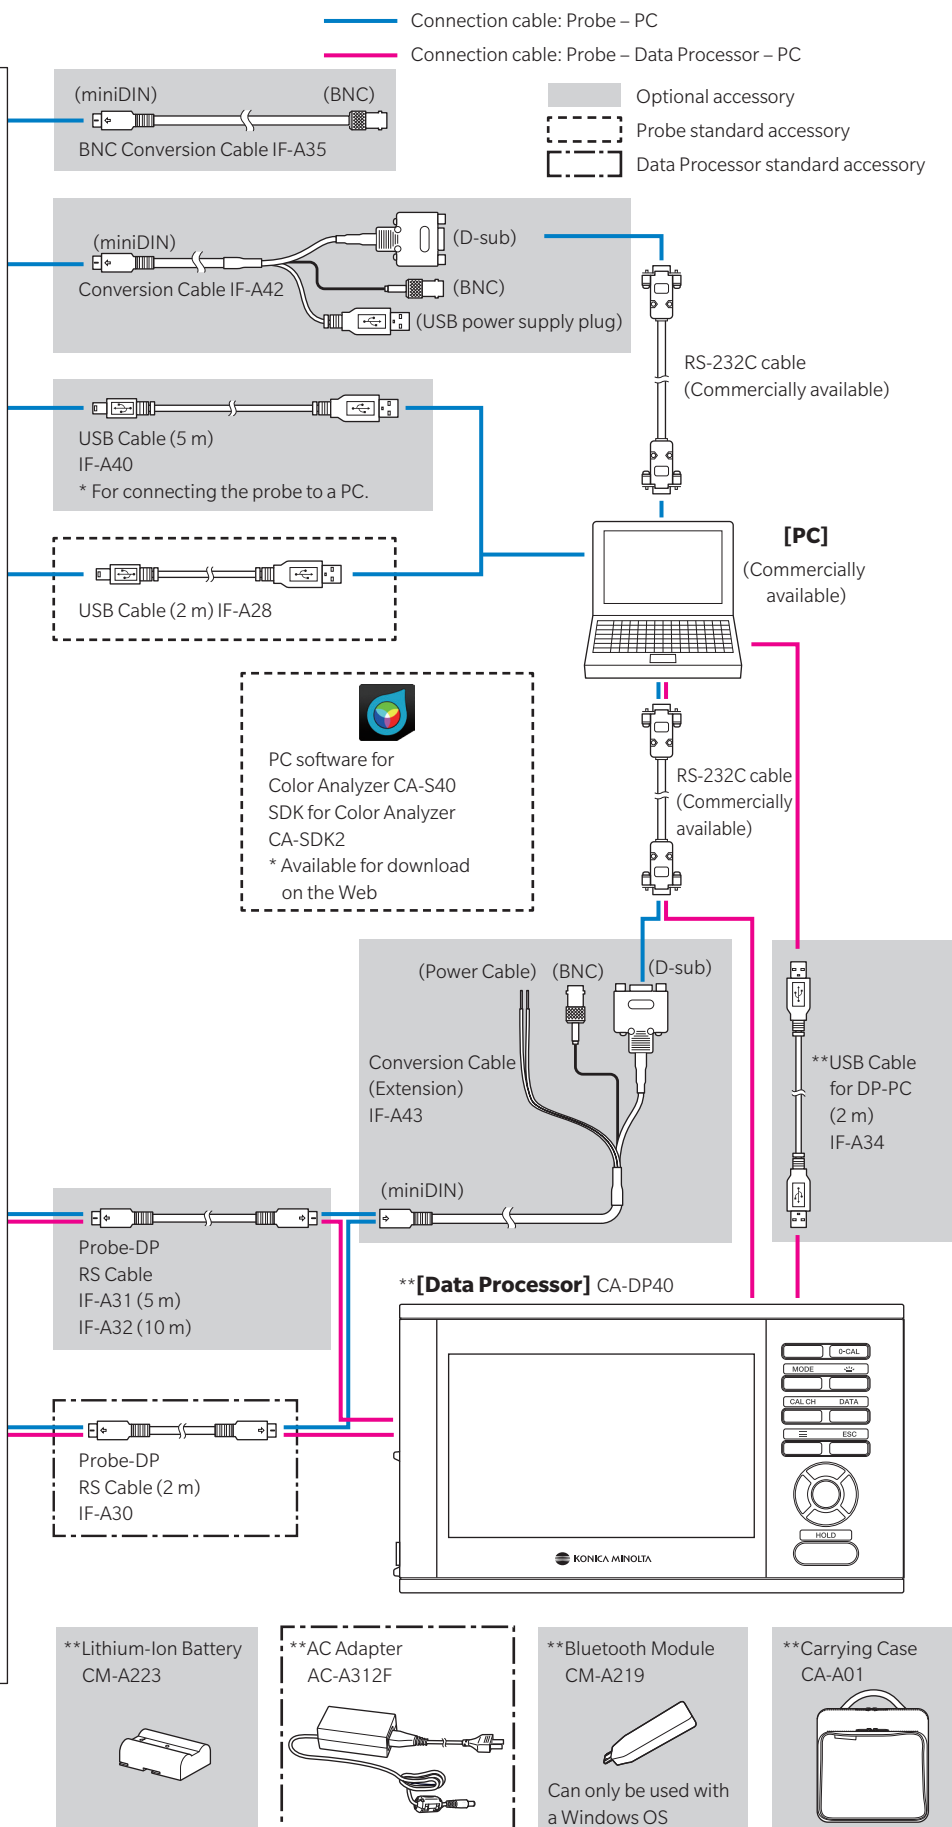 Connection cable: Probe – PC
Connection cable: Probe – Data Processor – PC
Optional accessory
Probe standard accessory
Data Processor standard accessory
(miniDIN)
(BNC)
BNC Conversion Cable IF-A35
(miniDIN)
(D-sub)
Conversion Cable IF-A42
(BNC)
(USB power supply plug)
RS-232C cable
(Commercially available)
USB Cable (5 m)
IF-A40
* For connecting the probe to a PC.
[PC]
(Commercially
available)
USB Cable (2 m) IF-A28
PC software for
Color Analyzer CA-S40
SDK for Color Analyzer
CA-SDK2
* Available for download
on the Web
RS-232C cable
(Commercially
available)
(Power Cable)
(BNC)
(D-sub)
Conversion Cable
(Extension)
IF-A43
(miniDIN)
**USB Cable
for DP-PC
(2 m)
IF-A34
Probe-DP
RS Cable
IF-A31 (5 m)
IF-A32 (10 m)
**[Data Processor] CA-DP40
0-CAL
MODE
CAL CH
DATA
ESC
HOLD
KONICA MINOLTA
Probe-DP
RS Cable (2 m)
IF-A30
**Lithium-Ion Battery
CM-A223
**AC Adapter
AC-A312F
**Bluetooth Module
CM-A219
Can only be used with
a Windows OS
**Carrying Case
CA-A01